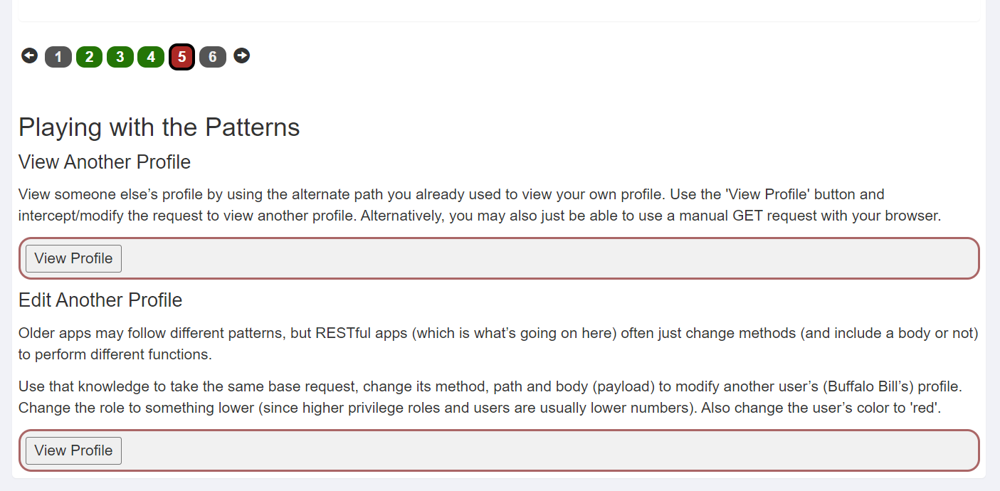 1 2 3 4 5 6
Playing with the Patterns
View Another Profile
View someone else’s profile by using the alternate path you already used to view your own profile. Use the 'View Profile' button and
intercept/modify the request to view another profile. Alternatively, you may also just be able to use a manual GET request with your browser.
View Profile
Edit Another Profile
Older apps may follow different patterns, but RESTful apps (which is what’s going on here) often just change methods (and include a body or not)
to perform different functions.
Use that knowledge to take the same base request, change its method, path and body (payload) to modify another user’s (Buffalo Bill’s) profile.
Change the role to something lower (since higher privilege roles and users are usually lower numbers). Also change the user’s color to 'red'.
View Profile